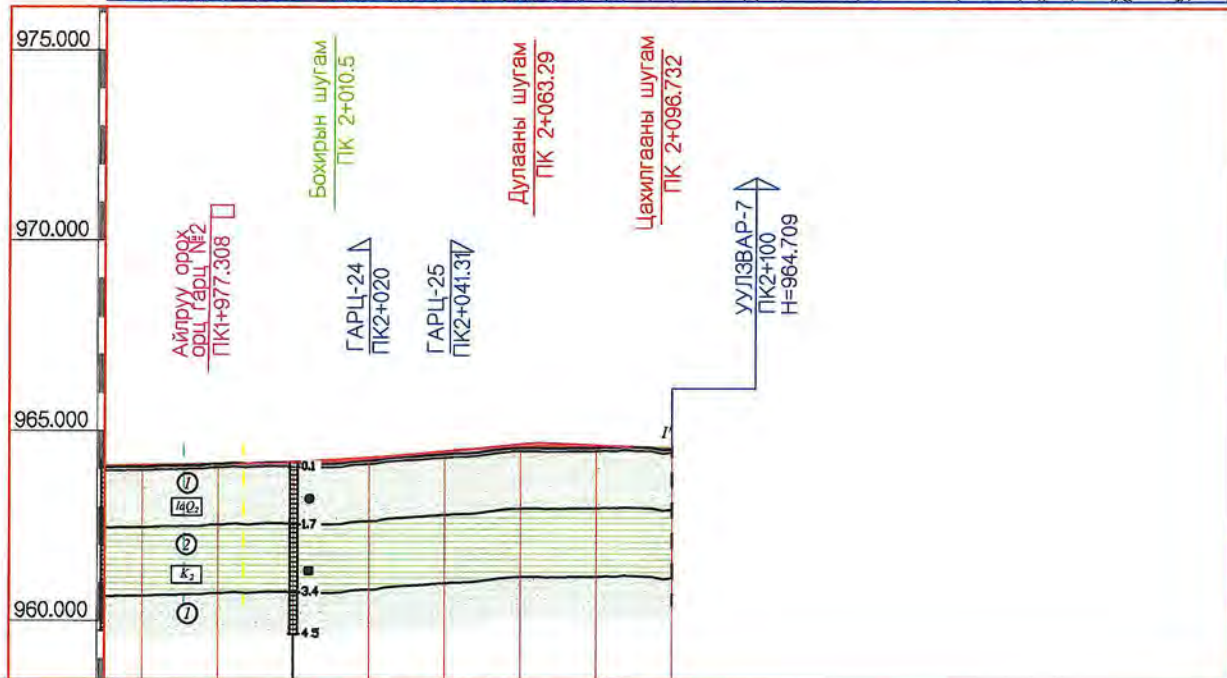 975.000
970.000
965.000
960.000
Айлруу орох
орц гарц №2
ПК1+977.308
Бохирын шугам
ПК 2+010.5
ГАРЦ-24
ПК2+020
ГАРЦ-25
ПК2+041.31
Дулааны шугам
ПК 2+063.29
Цахилгааны шугам
ПК 2+096.732
УУЛЗВАР-7
ПК2+100
H=964.709
I'
0.1
1
1.7
2
K₂
3.4
1
4.5